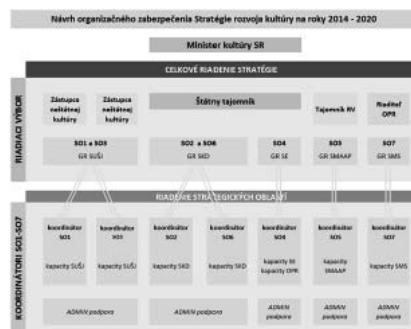 Návrh organizačného zabezpečenia Stratégie rozvoja kultúry na roky 2014 - 2020
Minister kultúry SR
CELKOVÉ RIADENIE STRATÉGIE
RIADIACI VÝBOR
Zástupca neštátnej kultúry
Zástupca neštátnej kultúry
Štátny tajomník
Tajomník RV
Riaditeľ OPR
SO1 a SO3
GR SUŠJ
SO2 a SO6
GR SKD
SO4
GR SE
SO5
GR SMAAP
SO7
GR SMS
RIADENIE STRATEGICKÝCH OBLASTÍ
KOORDINÁTORI SO1-SO7
koordinátor SO1
kapacity SUŠJ
koordinátor SO3
kapacity SUŠJ
koordinátor SO2
kapacity SKD
koordinátor SO6
kapacity SKD
koordinátor SO4
kapacity SE
kapacity OPR
koordinátor SO5
kapacity SMAAP
koordinátor SO7
kapacity SMS
ADMIN podpora
ADMIN podpora
ADMIN podpora
ADMIN podpora
ADMIN podpora